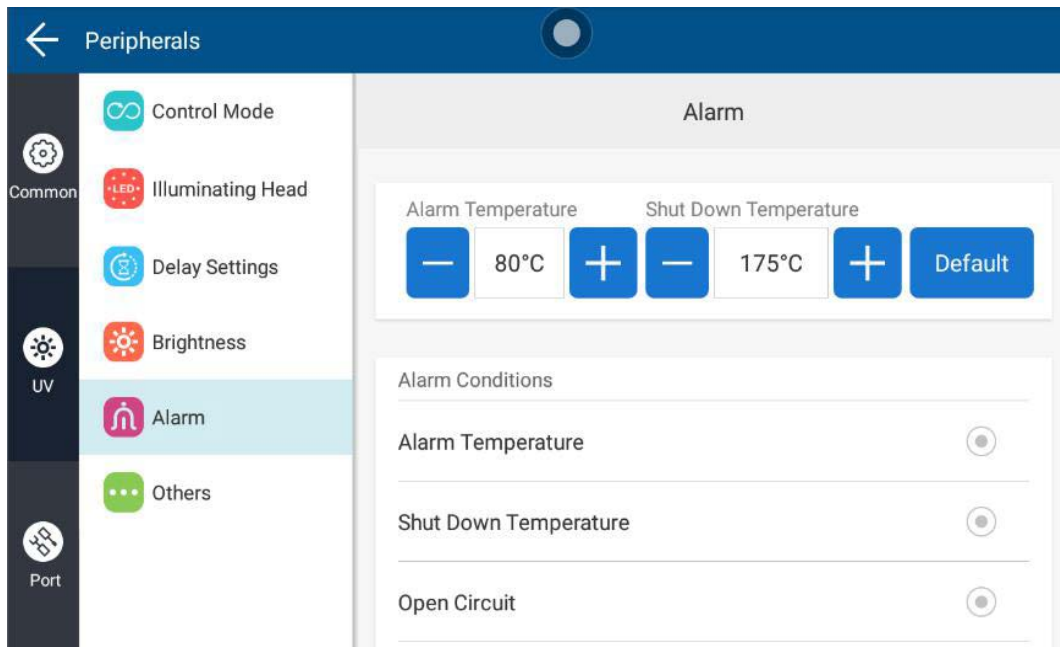 Peripherals
Common
UV
Port
Control Mode
LED
Illuminating Head
Delay Settings
Brightness
Alarm
Others
Alarm
Alarm Temperature
Shut Down Temperature
80°C
175°C
Default
Alarm Conditions
Alarm Temperature
Shut Down Temperature
Open Circuit